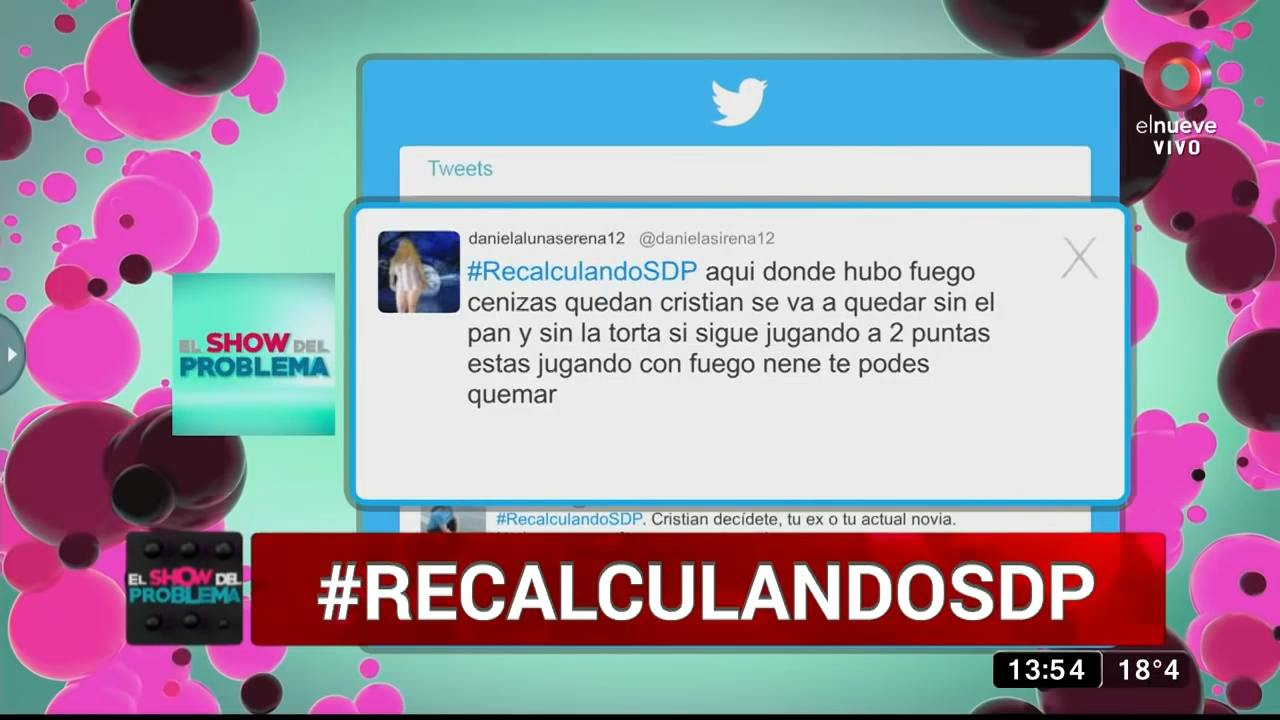 elnueve
VIVO
Tweets
danielalunaserena12 @danielasirena12
#RecalculandoSDP aqui donde hubo fuego
cenizas quedan cristian se va a quedar sin el
pan y sin la torta si sigue jugando a 2 puntas
estas jugando con fuego nene te podes
quemar
EL SHOW DEL
PROBLEMA
#RecalculandoSDP. Cristian decídete, tu ex o tu actual novia.
EL SHOW DEL
PROBLEMA
#RECALCULANDOSDP
13:54 18°4